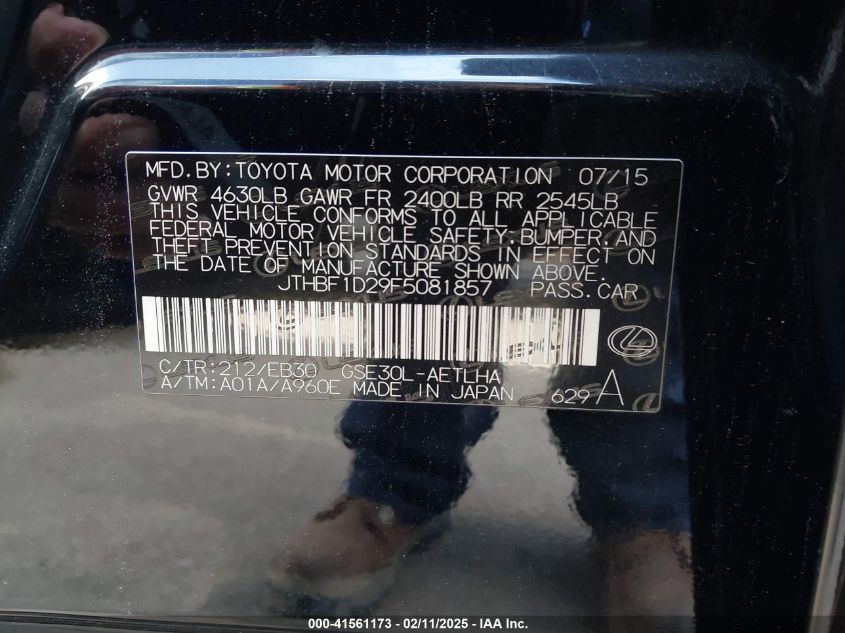 MFD.BY:TOYOTA MOTOR CORPORATION 07/15
GVWR 4630LB GAWR FR 2400LB RR 2545LB
THIS VEHICLE CONFORMS TO ALL APPLICABLE
FEDERAL MOTOR VEHICLE SAFETY,BUMPER,AND
THEFT PREVENTION STANDARDS IN EFFECT ON
THE DATE OF MANUFACTURE SHOWN ABOVE.
JTHBF1D29F5081857 PASS.CAR
C/TR:212/EB30 GSE30L-AETLHA
A/TM:A01A/A960E MADE IN JAPAN 629 A
000-41561173 - 02/11/2025 - IAA Inc.